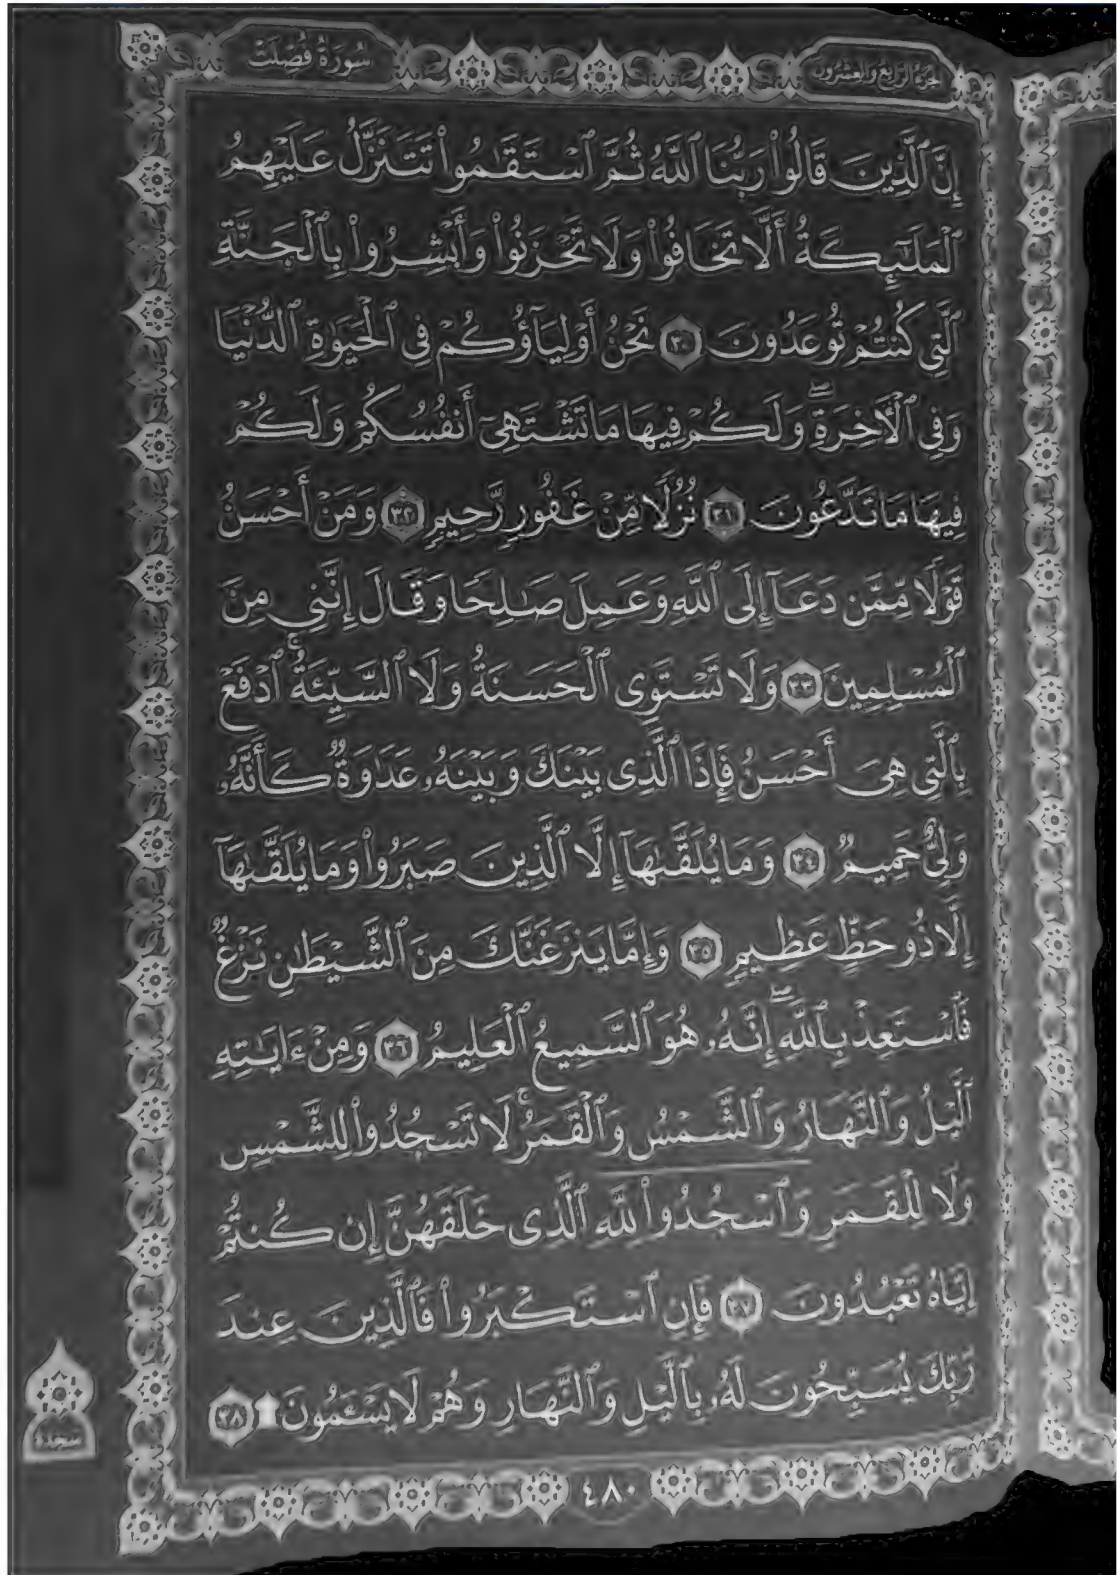 سُورَةُ فُصِّلَتْ
الجزء الرابع والعشرون
إِنَّ ٱلَّذِينَ قَالُوا۟ رَبُّنَا ٱللَّهُ ثُمَّ ٱسْتَقَٰمُوا۟ تَتَنَزَّلُ عَلَيْهِمُ
ٱلْمَلَٰٓئِكَةُ أَلَّا تَخَافُوا۟ وَلَا تَحْزَنُوا۟ وَأَبْشِرُوا۟ بِٱلْجَنَّةِ
ٱلَّتِى كُنتُمْ تُوعَدُونَ ٣٠ نَحْنُ أَوْلِيَآؤُكُمْ فِى ٱلْحَيَوٰةِ ٱلدُّنْيَا
وَفِى ٱلْـَٔاخِرَةِ ۖ وَلَكُمْ فِيهَا مَا تَشْتَهِىٓ أَنفُسُكُمْ وَلَكُمْ
فِيهَا مَا تَدَّعُونَ ٣١ نُزُلًا مِّنْ غَفُورٍ رَّحِيمٍ ٣٢ وَمَنْ أَحْسَنُ
قَوْلًا مِّمَّن دَعَآ إِلَى ٱللَّهِ وَعَمِلَ صَٰلِحًا وَقَالَ إِنَّنِى مِنَ
ٱلْمُسْلِمِينَ ٣٣ وَلَا تَسْتَوِى ٱلْحَسَنَةُ وَلَا ٱلسَّيِّئَةُ ۚ ٱدْفَعْ
بِٱلَّتِى هِىَ أَحْسَنُ فَإِذَا ٱلَّذِى بَيْنَكَ وَبَيْنَهُۥ عَدَٰوَةٌ كَأَنَّهُۥ
وَلِىٌّ حَمِيمٌ ٣٤ وَمَا يُلَقَّىٰهَآ إِلَّا ٱلَّذِينَ صَبَرُوا۟ وَمَا يُلَقَّىٰهَآ
إِلَّا ذُو حَظٍّ عَظِيمٍ ٣٥ وَإِمَّا يَنزَغَنَّكَ مِنَ ٱلشَّيْطَٰنِ نَزْغٌ
فَٱسْتَعِذْ بِٱللَّهِ ۖ إِنَّهُۥ هُوَ ٱلسَّمِيعُ ٱلْعَلِيمُ ٣٦ وَمِنْ ءَايَٰتِهِ
ٱلَّيْلُ وَٱلنَّهَارُ وَٱلشَّمْسُ وَٱلْقَمَرُ ۚ لَا تَسْجُدُوا۟ لِلشَّمْسِ
وَلَا لِلْقَمَرِ وَٱسْجُدُوا۟ لِلَّهِ ٱلَّذِى خَلَقَهُنَّ إِن كُنتُمْ
إِيَّاهُ تَعْبُدُونَ ٣٧ فَإِنِ ٱسْتَكْبَرُوا۟ فَٱلَّذِينَ عِندَ
رَبِّكَ يُسَبِّحُونَ لَهُۥ بِٱلَّيْلِ وَٱلنَّهَارِ وَهُمْ لَا يَسْـَٔمُونَ ۩ ٣٨
سجدة
٤٨٠